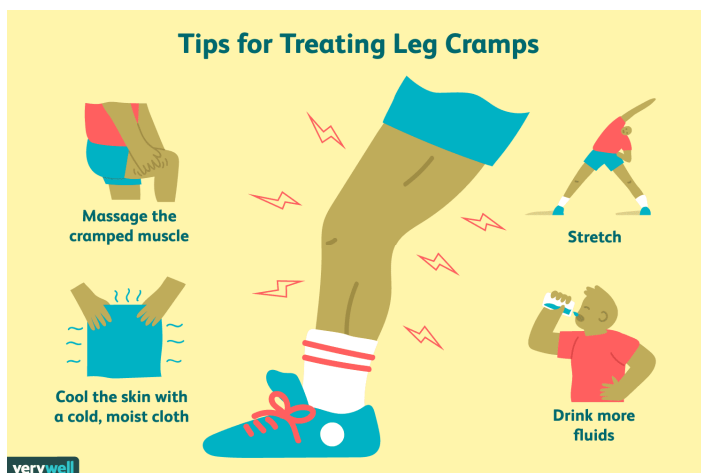 Tips for Treating Leg Cramps
Massage the
cramped muscle
Stretch
Cool the skin with
a cold, moist cloth
Drink more
fluids
verywell